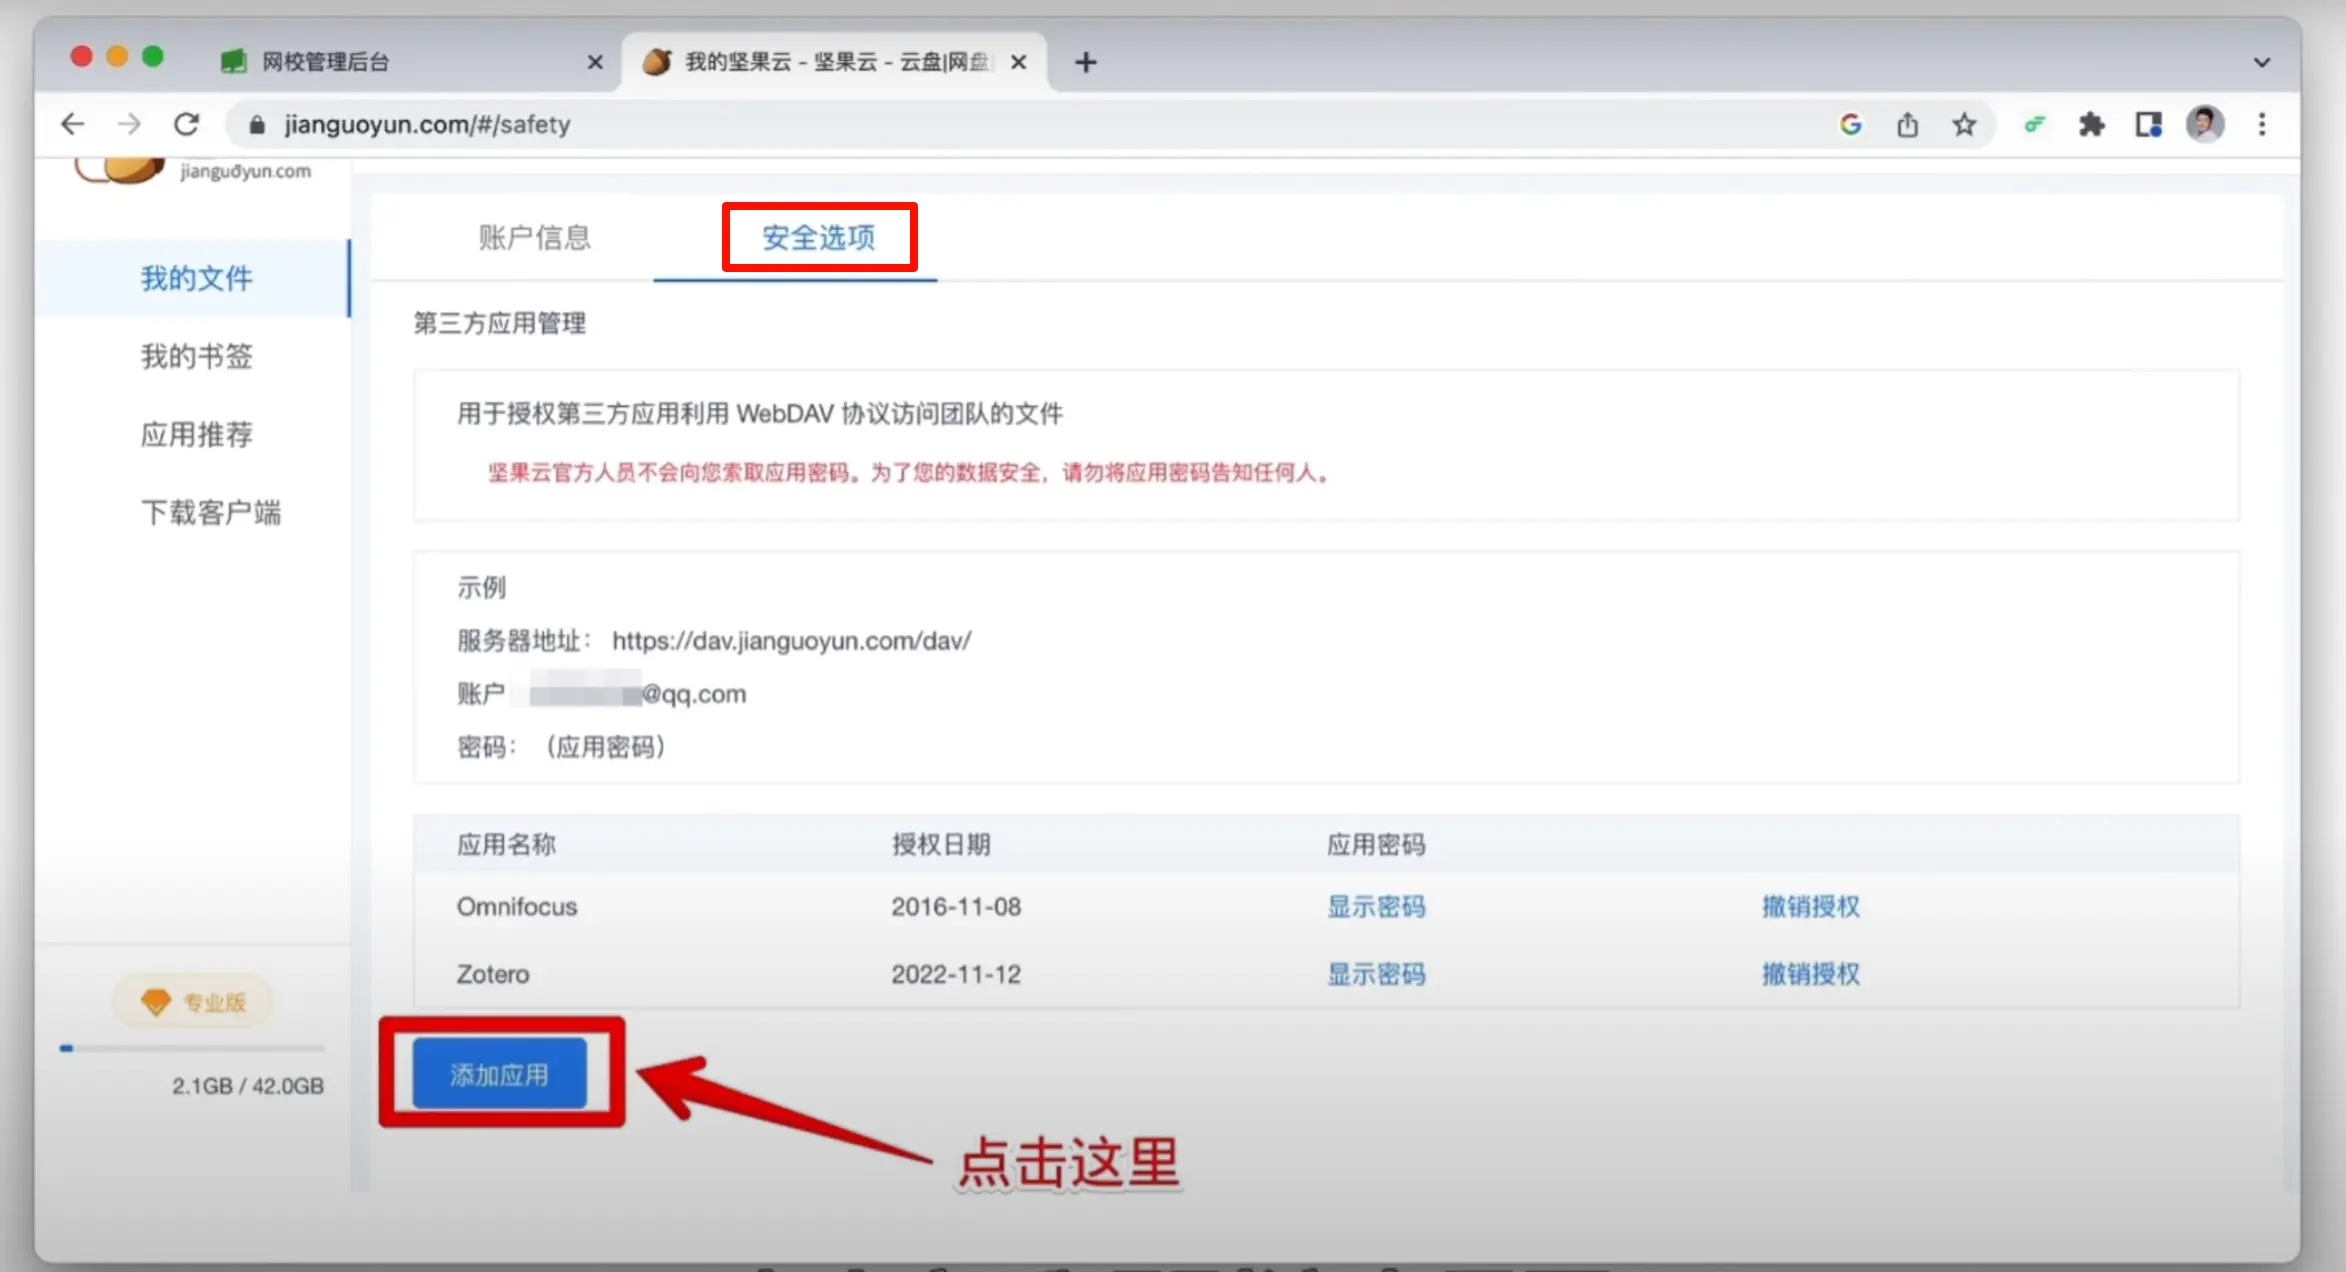 网校管理后台
我的坚果云 - 坚果云 - 云盘|网盘
jianguoyun.com/#/safety
jianguoyun.com
我的文件
我的书签
应用推荐
下载客户端
专业版
2.1GB / 42.0GB
账户信息
安全选项
第三方应用管理
用于授权第三方应用利用 WebDAV 协议访问团队的文件
坚果云官方人员不会向您索取应用密码。为了您的数据安全，请勿将应用密码告知任何人。
示例
服务器地址： https://dav.jianguoyun.com/dav/
账户 @qq.com
密码： （应用密码）
应用名称 授权日期 应用密码
Omnifocus 2016-11-08 显示密码 撤销授权
Zotero 2022-11-12 显示密码 撤销授权
添加应用
点击这里